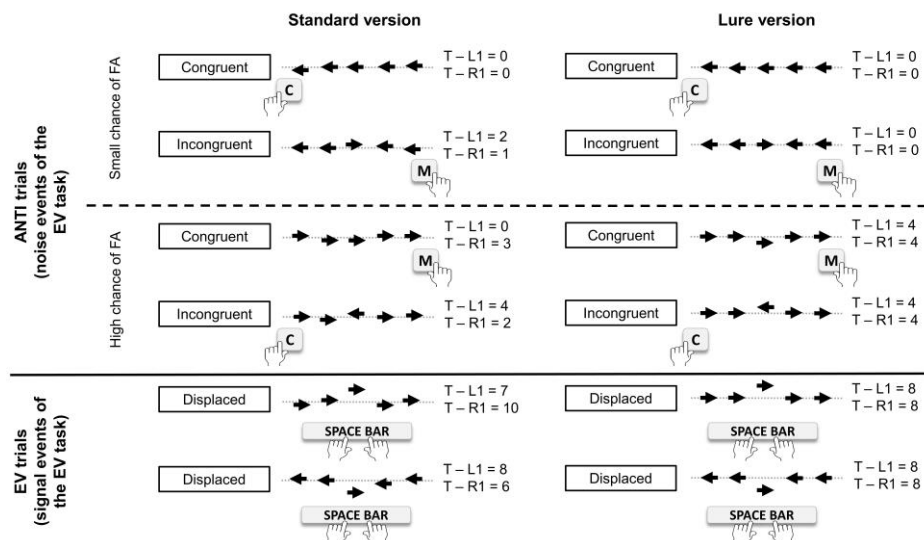 Standard version
Lure version
ANTI trials
(noise events of the
EV task)
Small chance of FA
Congruent
T – L1 = 0
T – R1 = 0
C
Congruent
T – L1 = 0
T – R1 = 0
C
Incongruent
T – L1 = 2
T – R1 = 1
M
Incongruent
T – L1 = 0
T – R1 = 0
M
High chance of FA
Congruent
T – L1 = 0
T – R1 = 3
M
Congruent
T – L1 = 4
T – R1 = 4
M
Incongruent
T – L1 = 4
T – R1 = 2
C
Incongruent
T – L1 = 4
T – R1 = 4
C
EV trials
(signal events of
the EV task)
Displaced
T – L1 = 7
T – R1 = 10
SPACE BAR
Displaced
T – L1 = 8
T – R1 = 8
SPACE BAR
Displaced
T – L1 = 8
T – R1 = 6
SPACE BAR
Displaced
T – L1 = 8
T – R1 = 8
SPACE BAR